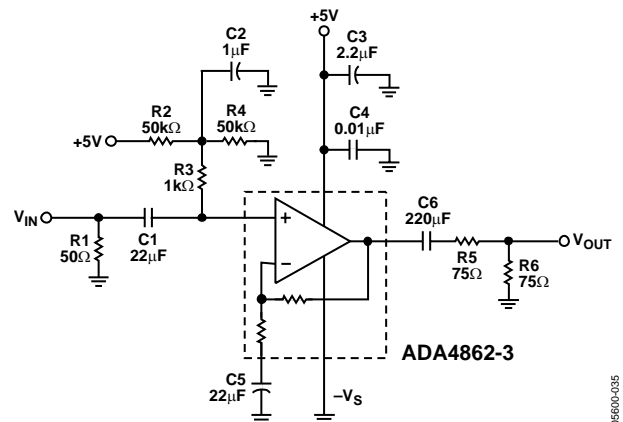 +5V
C2
1μF
C3
2.2μF
R2
50kΩ
R4
50kΩ
C4
0.01μF
+5V
R3
1kΩ
C6
220μF
VIN
+
VOUT
C1
22μF
R1
50Ω
−
R5
75Ω
R6
75Ω
ADA4862-3
C5
22μF
–VS
05600-035